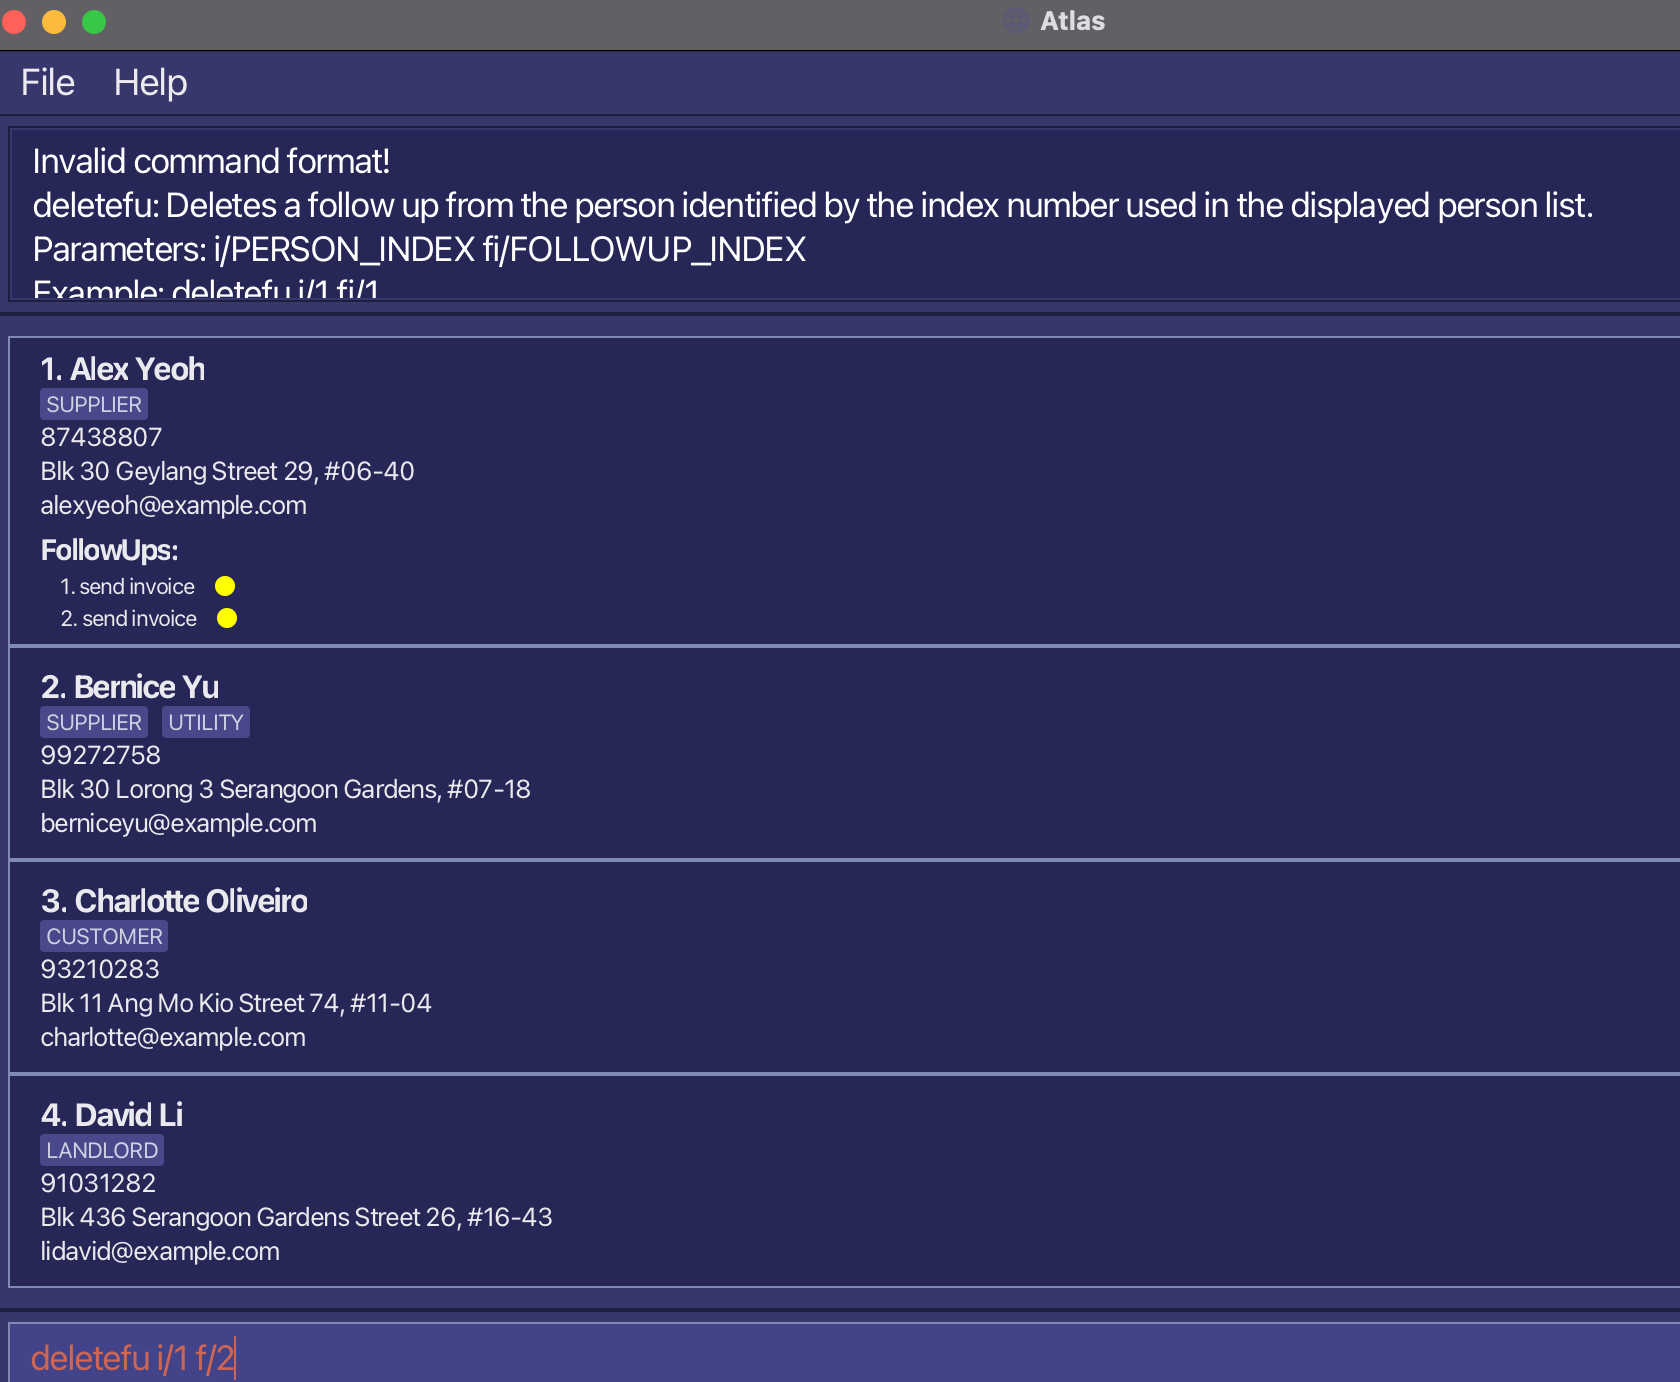 Atlas
File Help
Invalid command format!
deletefu: Deletes a follow up from the person identified by the index number used in the displayed person list.
Parameters: i/PERSON_INDEX fi/FOLLOWUP_INDEX
Example: deletefu i/1 fi/1
1. Alex Yeoh
SUPPLIER
87438807
Blk 30 Geylang Street 29, #06-40
alexyeoh@example.com
FollowUps:
1. send invoice
2. send invoice
2. Bernice Yu
SUPPLIER UTILITY
99272758
Blk 30 Lorong 3 Serangoon Gardens, #07-18
berniceyu@example.com
3. Charlotte Oliveiro
CUSTOMER
93210283
Blk 11 Ang Mo Kio Street 74, #11-04
charlotte@example.com
4. David Li
LANDLORD
91031282
Blk 436 Serangoon Gardens Street 26, #16-43
lidavid@example.com
deletefu i/1 f/2